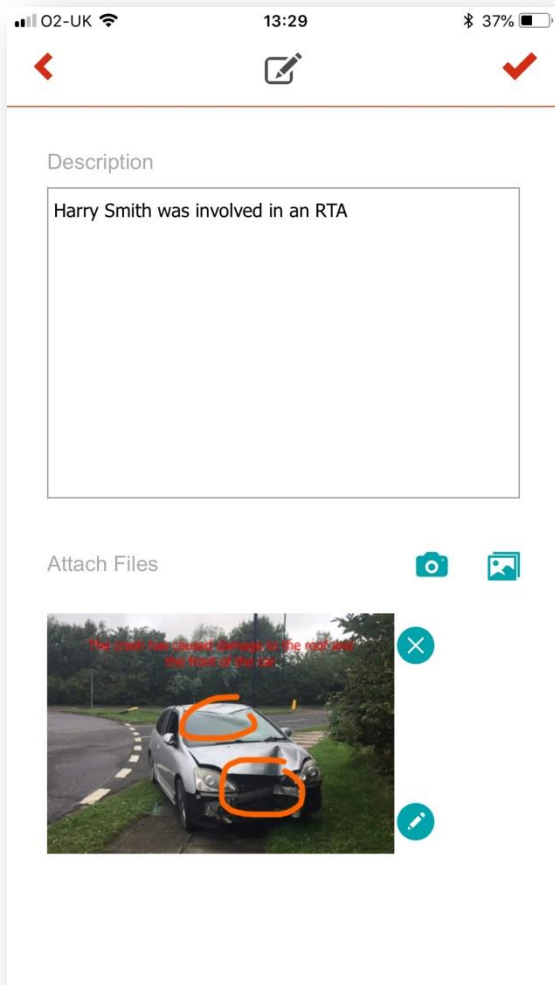 O2-UK 13:29 37%
Description
Harry Smith was involved in an RTA
Attach Files
The crash has caused damage to the roof and
the front of the car